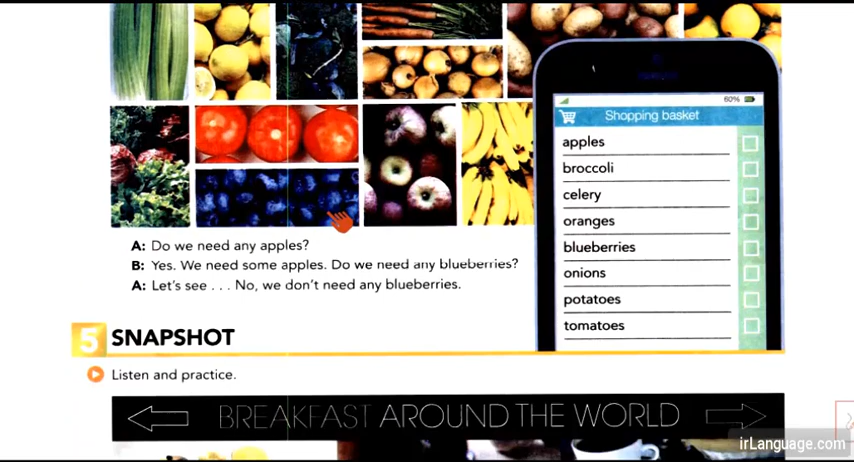 60%
Shopping basket
apples
broccoli
celery
oranges
blueberries
onions
potatoes
tomatoes
A: Do we need any apples?
B: Yes. We need some apples. Do we need any blueberries?
A: Let's see . . . No, we don't need any blueberries.
5 SNAPSHOT
Listen and practice.
BREAKFAST AROUND THE WORLD
irLanguage.com